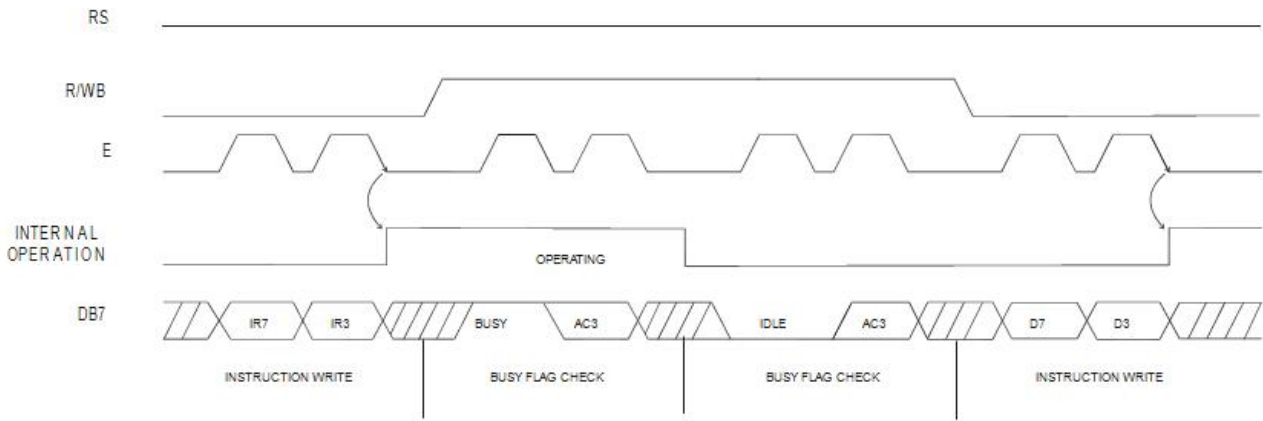 RS
R/WB
E
INTERNAL
OPERATION
OPERATING
DB7
IR7 IR3 BUSY AC3 IDLE AC3 D7 D3
INSTRUCTION WRITE BUSY FLAG CHECK BUSY FLAG CHECK INSTRUCTION WRITE